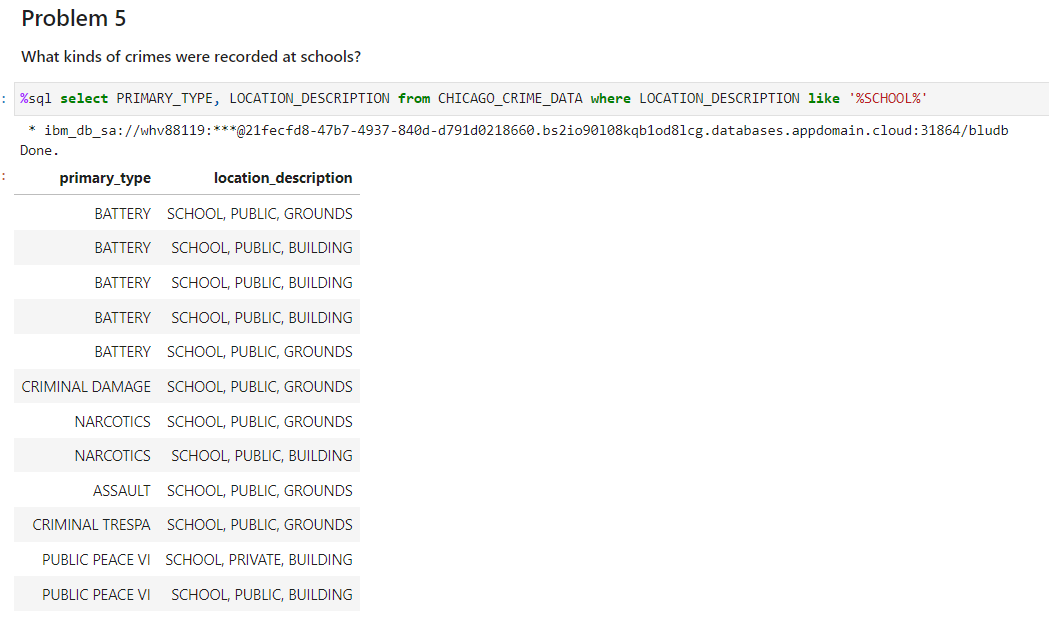 Problem 5
What kinds of crimes were recorded at schools?
: %sql select PRIMARY_TYPE, LOCATION_DESCRIPTION from CHICAGO_CRIME_DATA where LOCATION_DESCRIPTION like '%SCHOOL%'
* ibm_db_sa://whv88119:***@21fecfd8-47b7-4937-840d-d791d0218660.bs2io90l08kqb1od8lcg.databases.appdomain.cloud:31864/bludb
Done.
: primary_type location_description
BATTERY SCHOOL, PUBLIC, GROUNDS
BATTERY SCHOOL, PUBLIC, BUILDING
BATTERY SCHOOL, PUBLIC, BUILDING
BATTERY SCHOOL, PUBLIC, BUILDING
BATTERY SCHOOL, PUBLIC, GROUNDS
CRIMINAL DAMAGE SCHOOL, PUBLIC, GROUNDS
NARCOTICS SCHOOL, PUBLIC, GROUNDS
NARCOTICS SCHOOL, PUBLIC, BUILDING
ASSAULT SCHOOL, PUBLIC, GROUNDS
CRIMINAL TRESPA SCHOOL, PUBLIC, GROUNDS
PUBLIC PEACE VI SCHOOL, PRIVATE, BUILDING
PUBLIC PEACE VI SCHOOL, PUBLIC, BUILDING